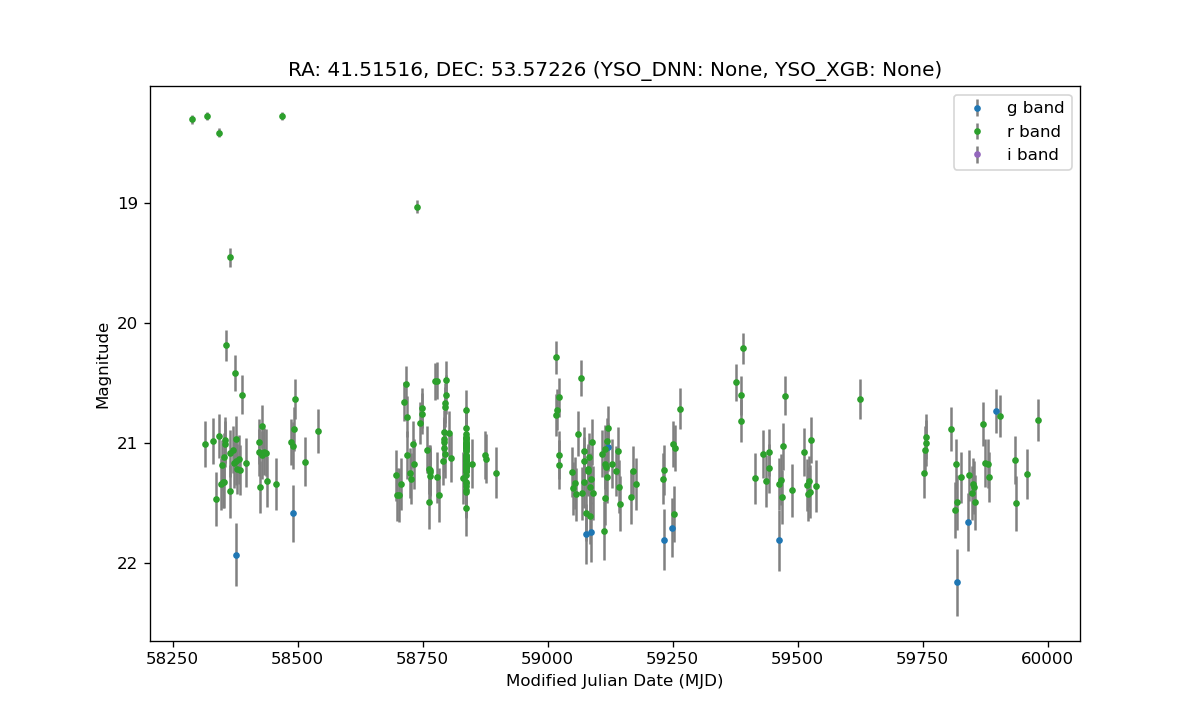 RA: 41.51516, DEC: 53.57226 (YSO_DNN: None, YSO_XGB: None)
g band
r band
i band
19
20
21
22
Magnitude
58250 58500 58750 59000 59250 59500 59750 60000
Modified Julian Date (MJD)